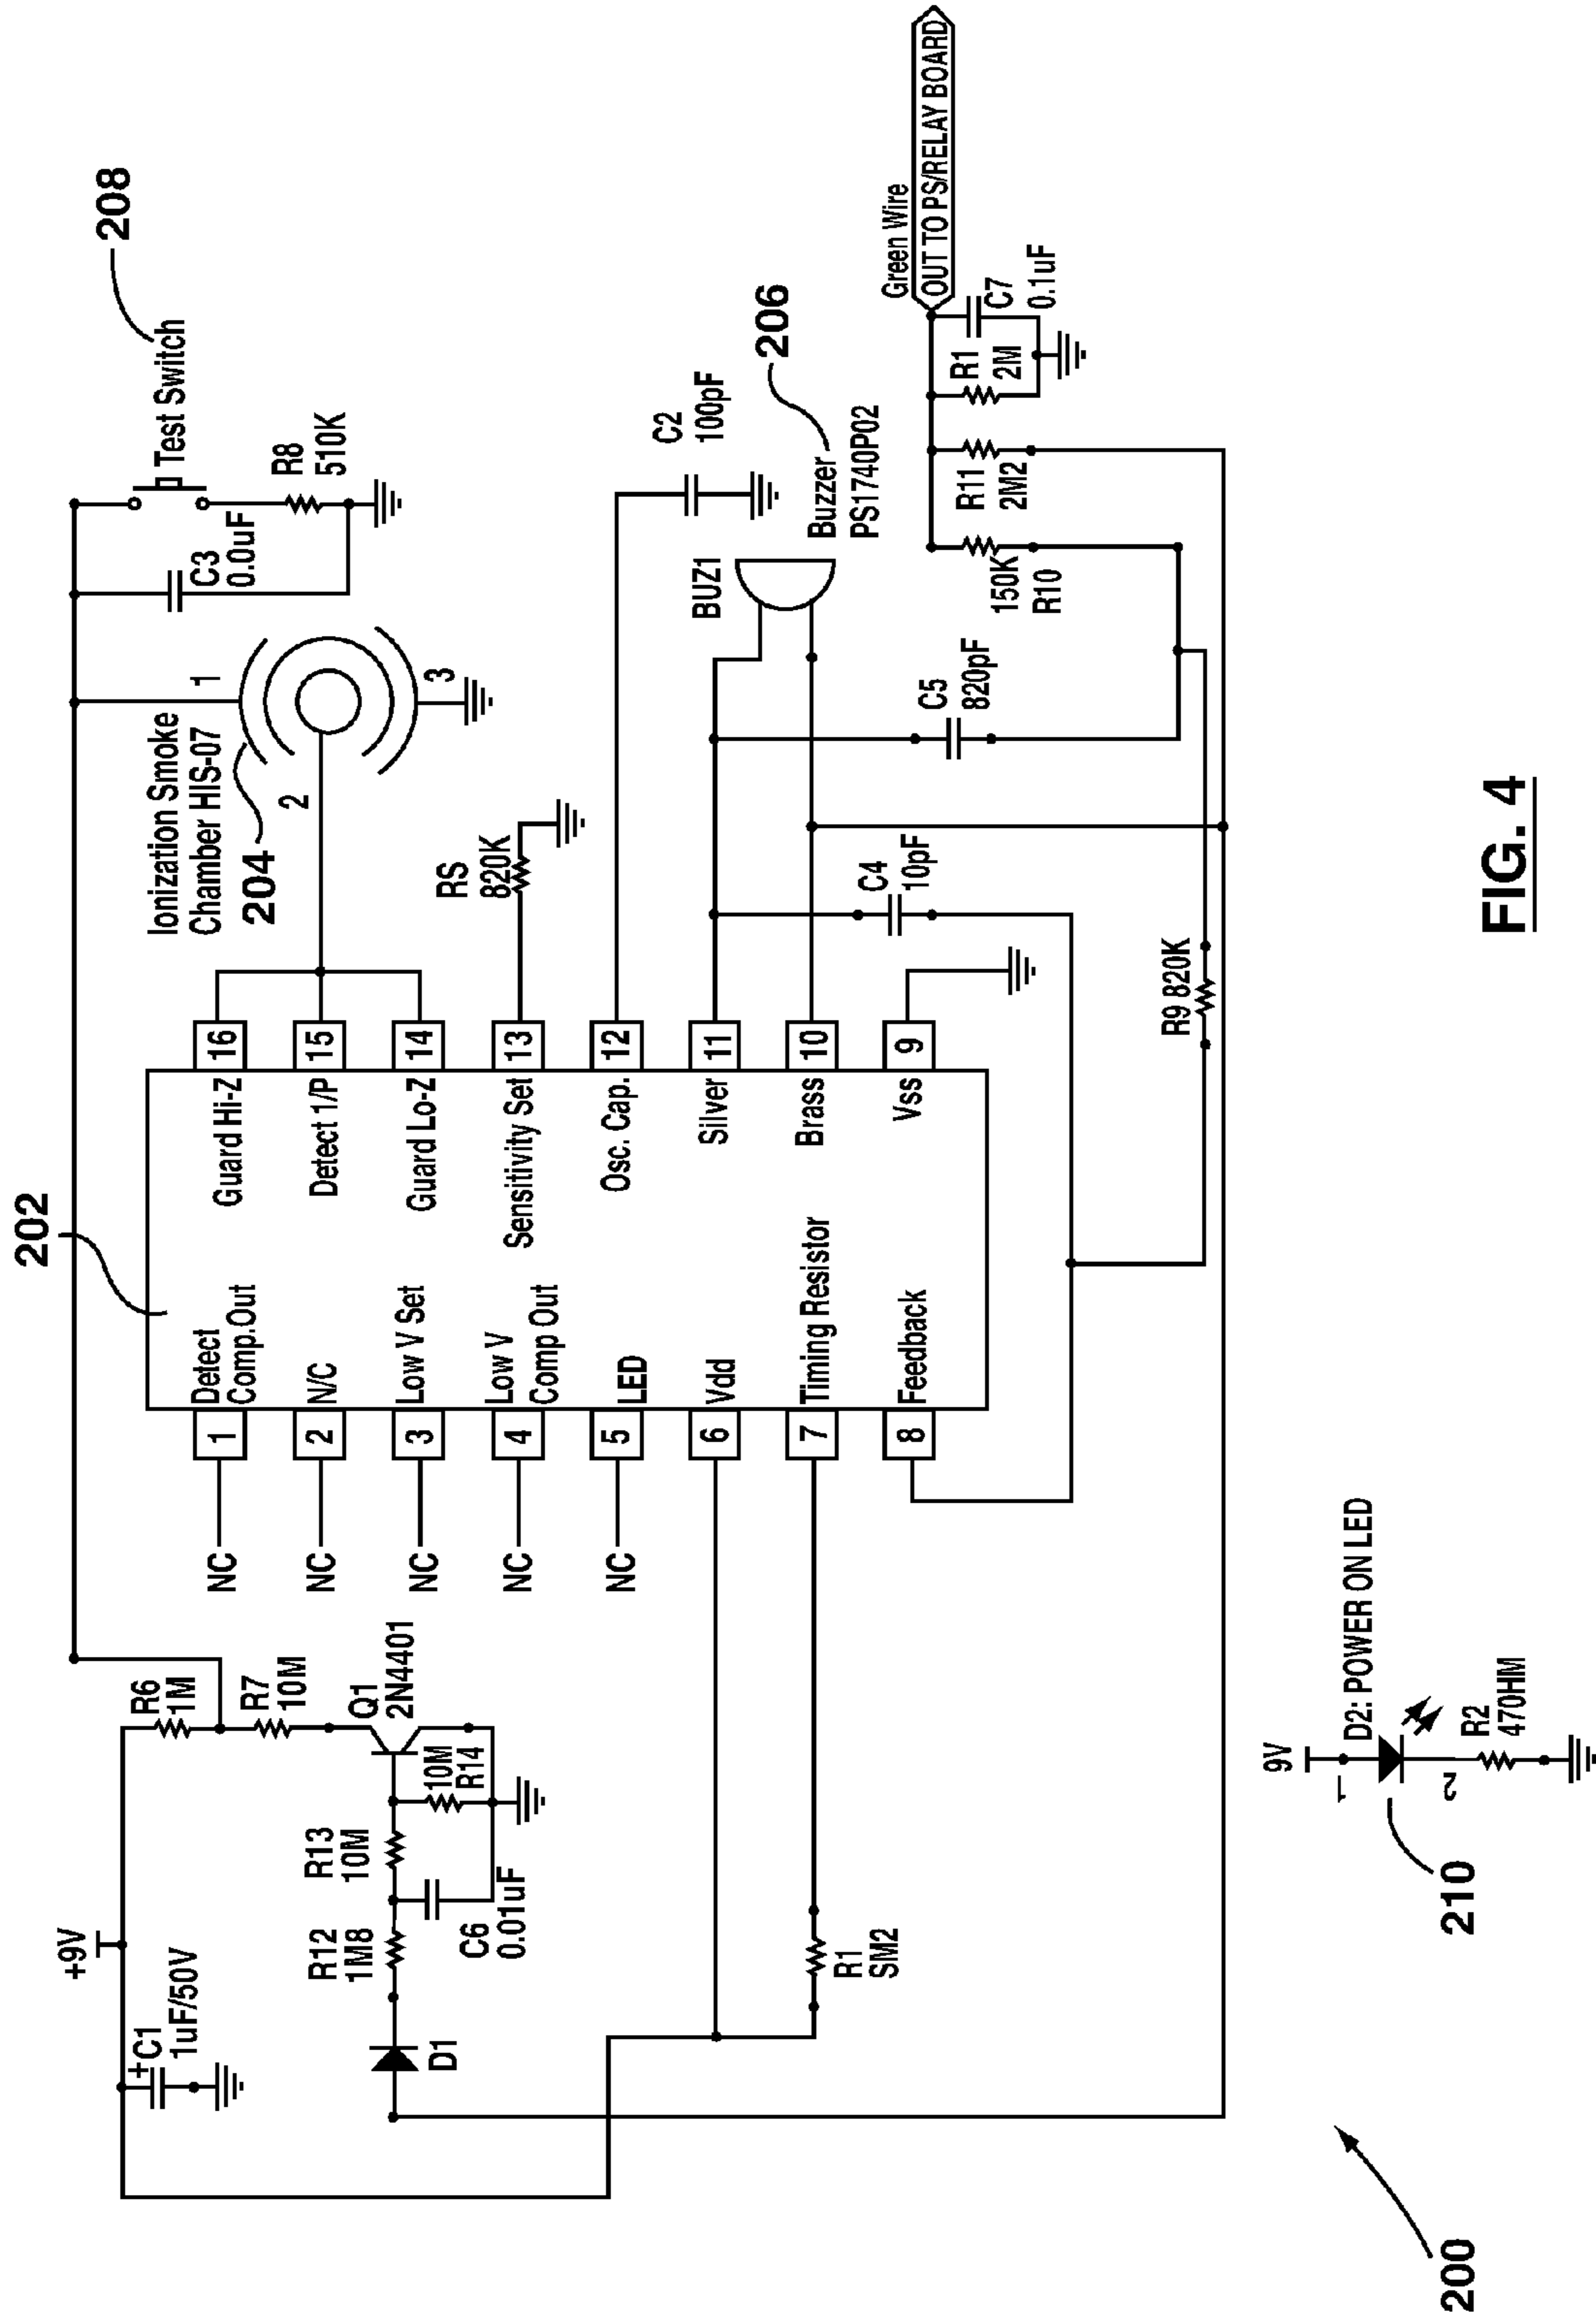 208
Test Switch
R8
510K
C3
0.0uF
Ionization Smoke
Chamber HIS-07
204
1
2
3
202
+9V
+C1
1uF/50V
R6
1M
R7
10M
Q1
2N4401
R13
10M
10M
R14
R12
1M8
C6
0.01uF
D1
R1
SM2
NC
NC
NC
NC
NC
1
2
3
4
5
6
7
8
Detect
Comp.Out
N/C
Low V Set
Low V
Comp Out
LED
Vdd
Timing Resistor
Feedback
Guard Hi-Z
Detect 1/P
Guard Lo-Z
Sensitivity Set
Osc. Cap.
Silver
Brass
Vss
16
15
14
13
12
11
10
9
RS
820K
C2
100pF
BUZ1
Buzzer
PS1740P02
206
C4
10pF
C5
820pF
R9 820K
150K
R10
R11
2M2
R1
2M
C7
0.1uF
Green Wire
OUT TO PS/RELAY BOARD
9V
D2: POWER ON LED
1
2
R2
470HM
210
200
FIG. 4